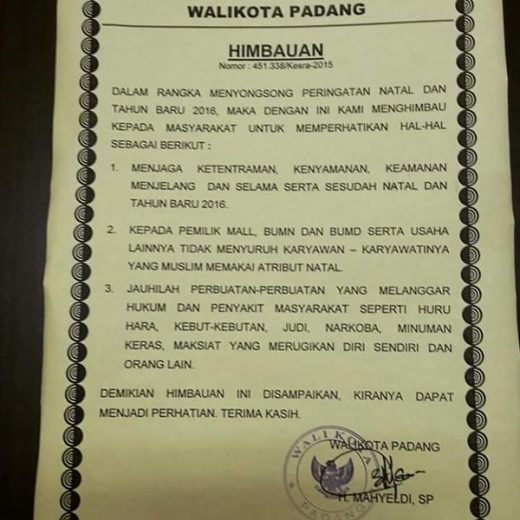 WALIKOTA PADANG
HIMBAUAN
Nomor : 451.338/Kesra-2015
DALAM RANGKA MENYONGSONG PERINGATAN NATAL DAN
TAHUN BARU 2016, MAKA DENGAN INI KAMI MENGHIMBAU
KEPADA MASYARAKAT UNTUK MEMPERHATIKAN HAL-HAL
SEBAGAI BERIKUT :
1. MENJAGA KETENTRAMAN, KENYAMANAN, KEAMANAN
MENJELANG DAN SELAMA SERTA SESUDAH NATAL DAN
TAHUN BARU 2016.
2. KEPADA PEMILIK MALL, BUMN DAN BUMD SERTA USAHA
LAINNYA TIDAK MENYURUH KARYAWAN – KARYAWATINYA
YANG MUSLIM MEMAKAI ATRIBUT NATAL.
3. JAUHILAH PERBUATAN-PERBUATAN YANG MELANGGAR
HUKUM DAN PENYAKIT MASYARAKAT SEPERTI HURU
HARA, KEBUT-KEBUTAN, JUDI, NARKOBA, MINUMAN
KERAS, MAKSIAT YANG MERUGIKAN DIRI SENDIRI DAN
ORANG LAIN.
DEMIKIAN HIMBAUAN INI DISAMPAIKAN, KIRANYA DAPAT
MENJADI PERHATIAN. TERIMA KASIH.
WALIKOTA PADANG
WALIKOTA
PADANG
H. MAHYELDI, SP